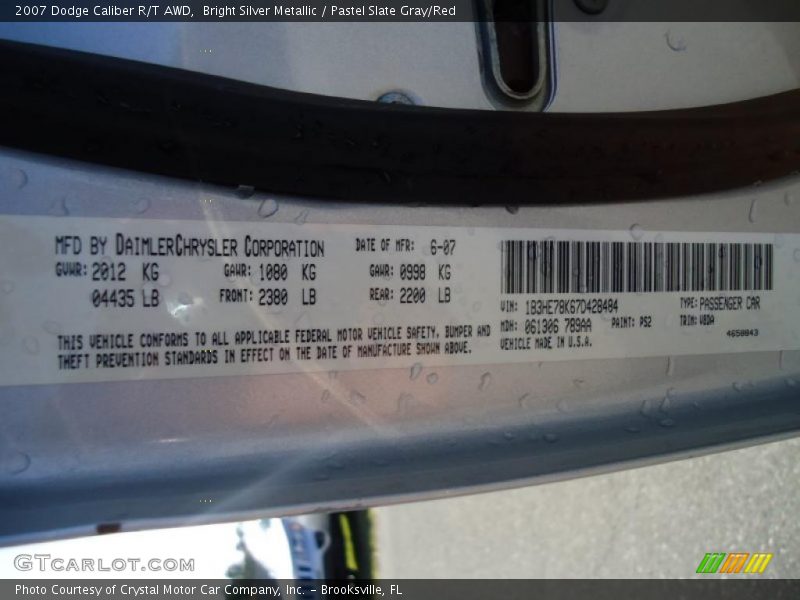 2007 Dodge Caliber R/T AWD, Bright Silver Metallic / Pastel Slate Gray/Red
MFD BY DAIMLERCHRYSLER CORPORATION DATE OF MFR: 6-07
GVWR: 2012 KG GAWR: 1080 KG GAWR: 0998 KG
04435 LB FRONT: 2380 LB REAR: 2200 LB
THIS VEHICLE CONFORMS TO ALL APPLICABLE FEDERAL MOTOR VEHICLE SAFETY, BUMPER AND
THEFT PREVENTION STANDARDS IN EFFECT ON THE DATE OF MANUFACTURE SHOWN ABOVE.
VIN: 1B3HE78K67D428484 TYPE: PASSENGER CAR
MDH: 061306 789AA PAINT: PS2 TRIM: V8DA
VEHICLE MADE IN U.S.A. 4658843
GTCARLOT.COM
Photo Courtesy of Crystal Motor Car Company, Inc. - Brooksville, FL